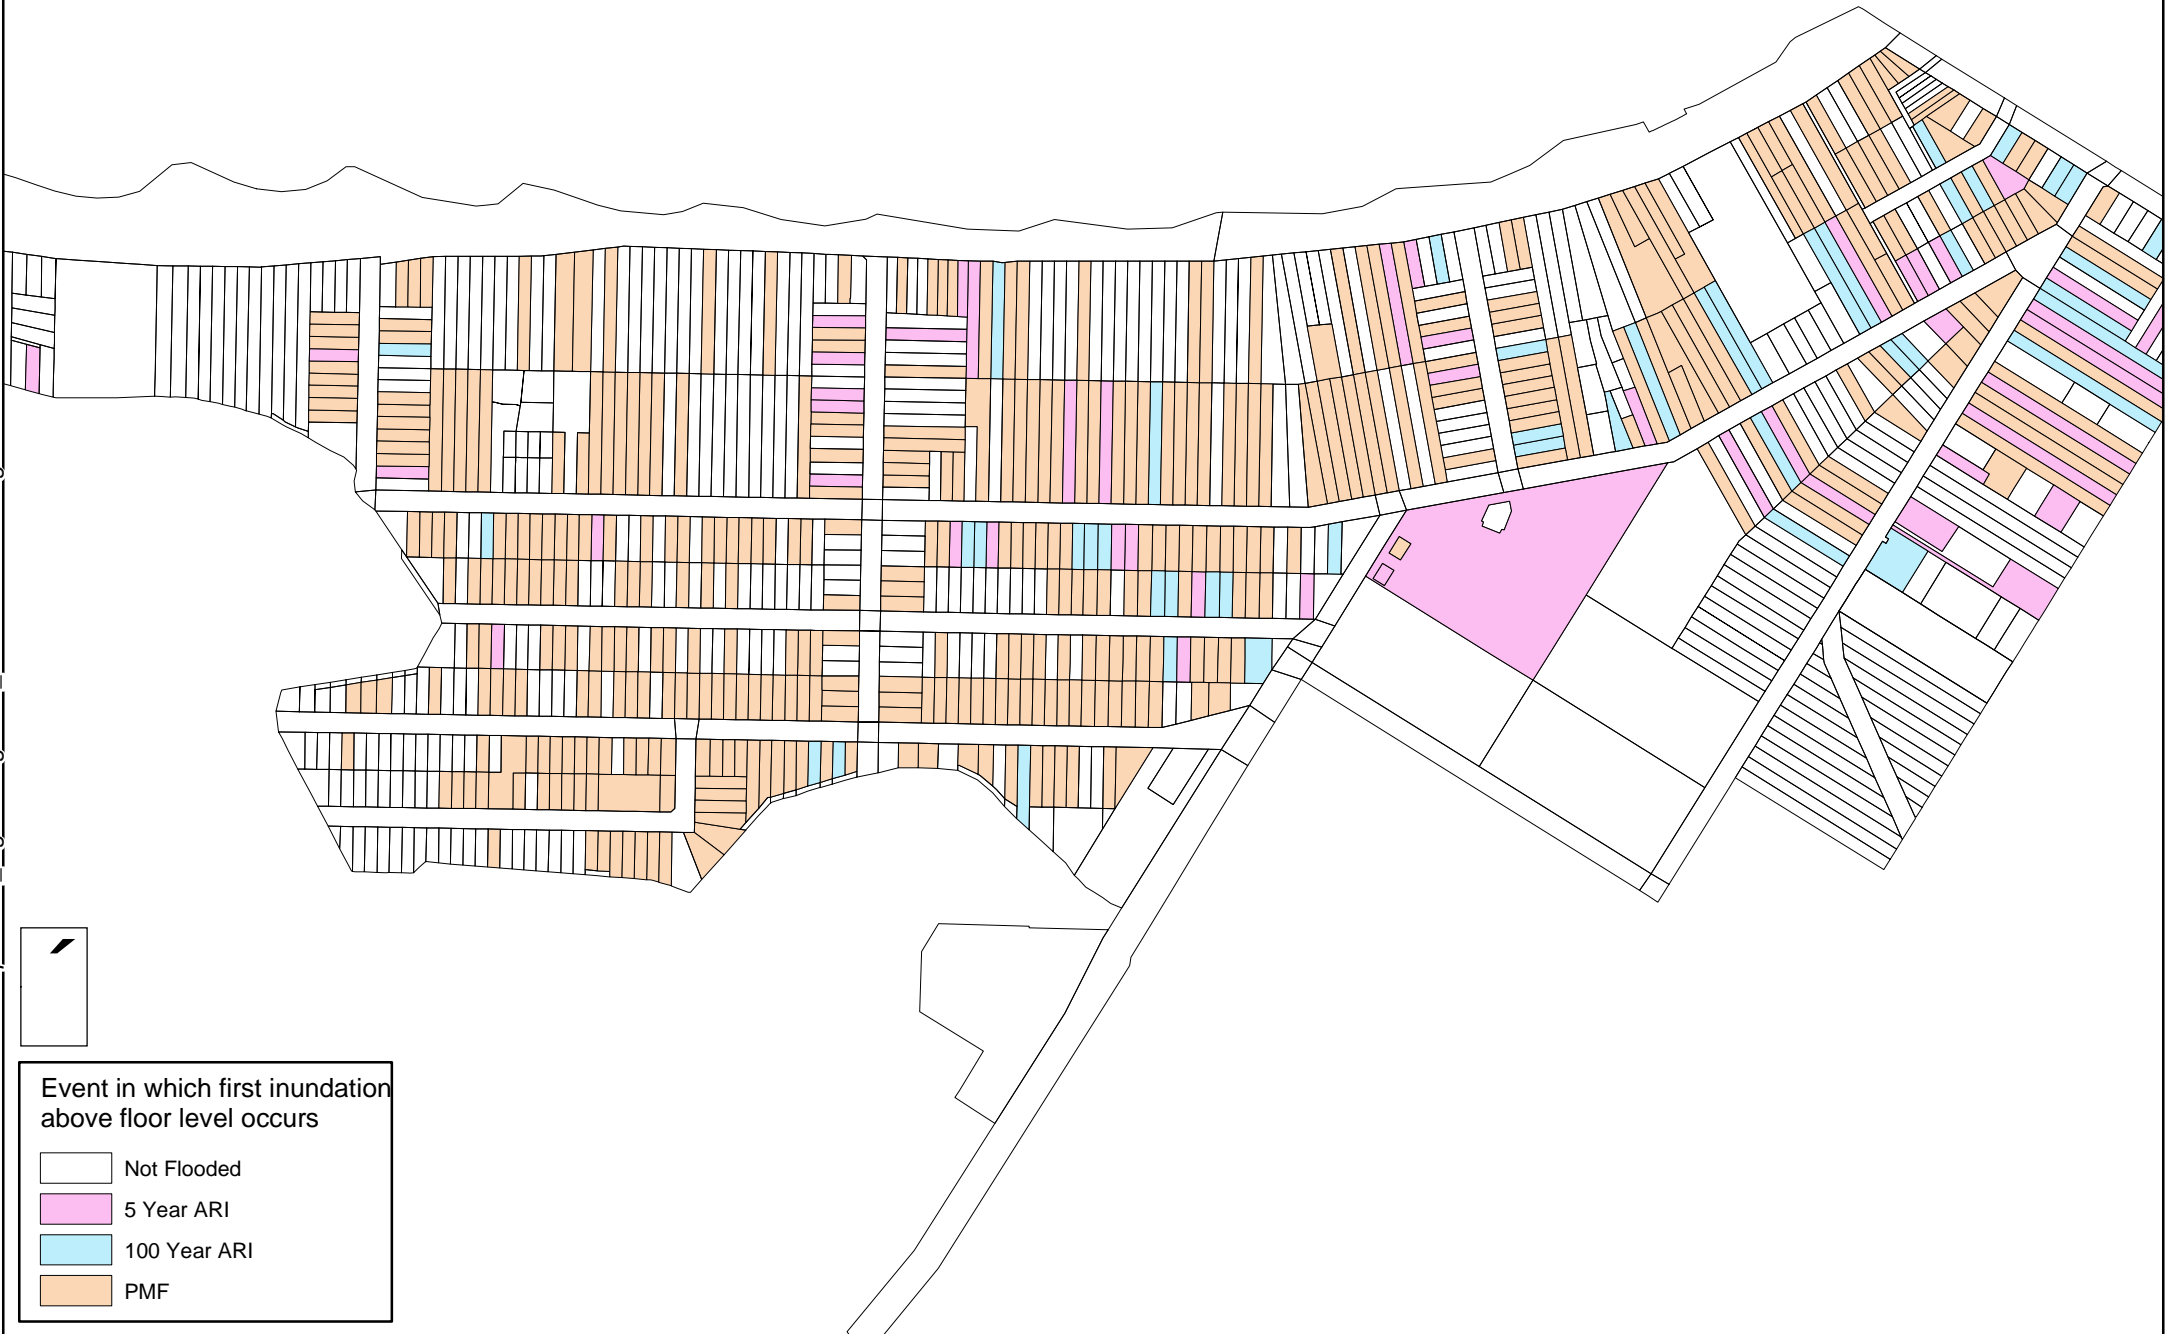 Event in which first inundation
above floor level occurs
Not Flooded
5 Year ARI
100 Year ARI
PMF